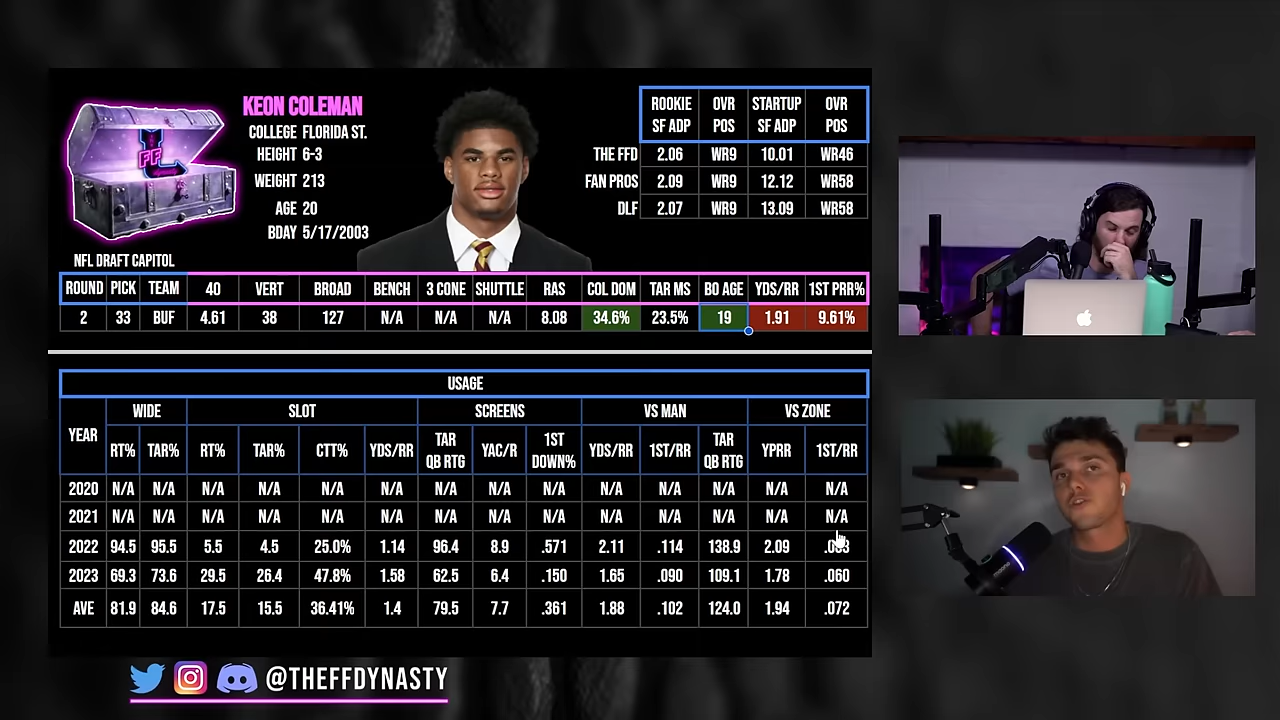 KEON COLEMAN
COLLEGE FLORIDA ST.
HEIGHT 6-3
WEIGHT 213
AGE 20
BDAY 5/17/2003
FF
ROOKIE SF ADP OVR POS STARTUP SF ADP OVR POS
THE FFD 2.06 WR9 10.01 WR46
FAN PROS 2.09 WR9 12.12 WR58
DLF 2.07 WR9 13.09 WR58
NFL DRAFT CAPITOL
ROUND PICK TEAM 40 VERT BROAD BENCH 3 CONE SHUTTLE RAS COL DOM TAR MS BO AGE YDS/RR 1ST PRR%
2 33 BUF 4.61 38 127 N/A N/A N/A 8.08 34.6% 23.5% 19 1.91 9.61%
USAGE
YEAR WIDE SLOT SCREENS VS MAN VS ZONE
RT% TAR% RT% TAR% CTT% YDS/RR TAR QB RTG YAC/R 1ST DOWN% YDS/RR 1ST/RR TAR QB RTG YPRR 1ST/RR
2020 N/A N/A N/A N/A N/A N/A N/A N/A N/A N/A N/A N/A N/A N/A
2021 N/A N/A N/A N/A N/A N/A N/A N/A N/A N/A N/A N/A N/A N/A
2022 94.5 95.5 5.5 4.5 25.0% 1.14 96.4 8.9 .571 2.11 .114 138.9 2.09
2023 69.3 73.6 29.5 26.4 47.8% 1.58 62.5 6.4 .150 1.65 .090 109.1 1.78 .060
AVE 81.9 84.6 17.5 15.5 36.41% 1.4 79.5 7.7 .361 1.88 .102 124.0 1.94 .072
@THEFFDYNASTY